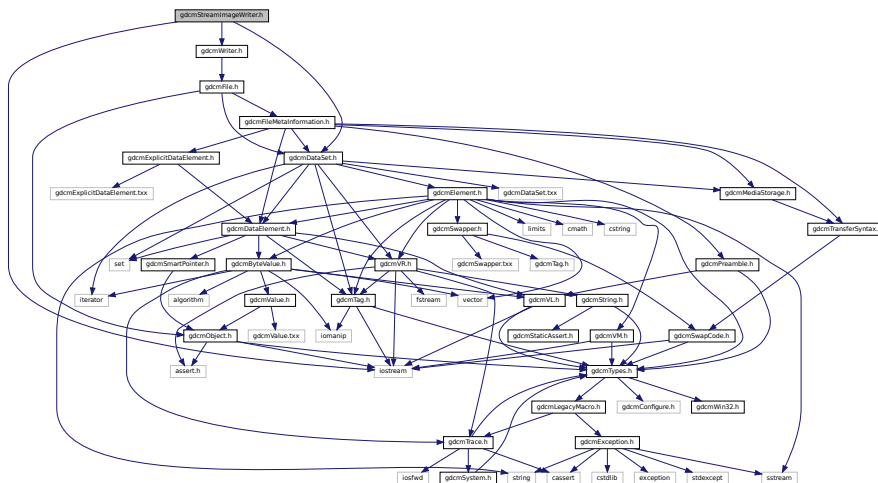 gdcmStreamImageWriter.h
gdcmWriter.h
gdcmFile.h
gdcmFileMetaInformation.h
gdcmExplicitDataElement.h
gdcmDataSet.h
gdcmExplicitDataElement.txx
gdcmElement.h
gdcmDataSet.txx
gdcmMediaStorage.h
gdcmDataElement.h
gdcmSwapper.h
limits
cmath
cstring
gdcmTransferSyntax.h
set
gdcmSmartPointer.h
gdcmByteValue.h
gdcmVR.h
gdcmSwapper.txx
gdcmTag.h
gdcmPreamble.h
iterator
algorithm
gdcmValue.h
gdcmTag.h
fstream
vector
gdcmVL.h
gdcmString.h
gdcmObject.h
gdcmValue.txx
iomanip
gdcmStaticAssert.h
gdcmVM.h
gdcmSwapCode.h
assert.h
iostream
gdcmTypes.h
gdcmLegacyMacro.h
gdcmConfigure.h
gdcmWin32.h
gdcmTrace.h
gdcmException.h
iosfwd
gdcmSystem.h
string
cassert
cstdlib
exception
stdexcept
sstream